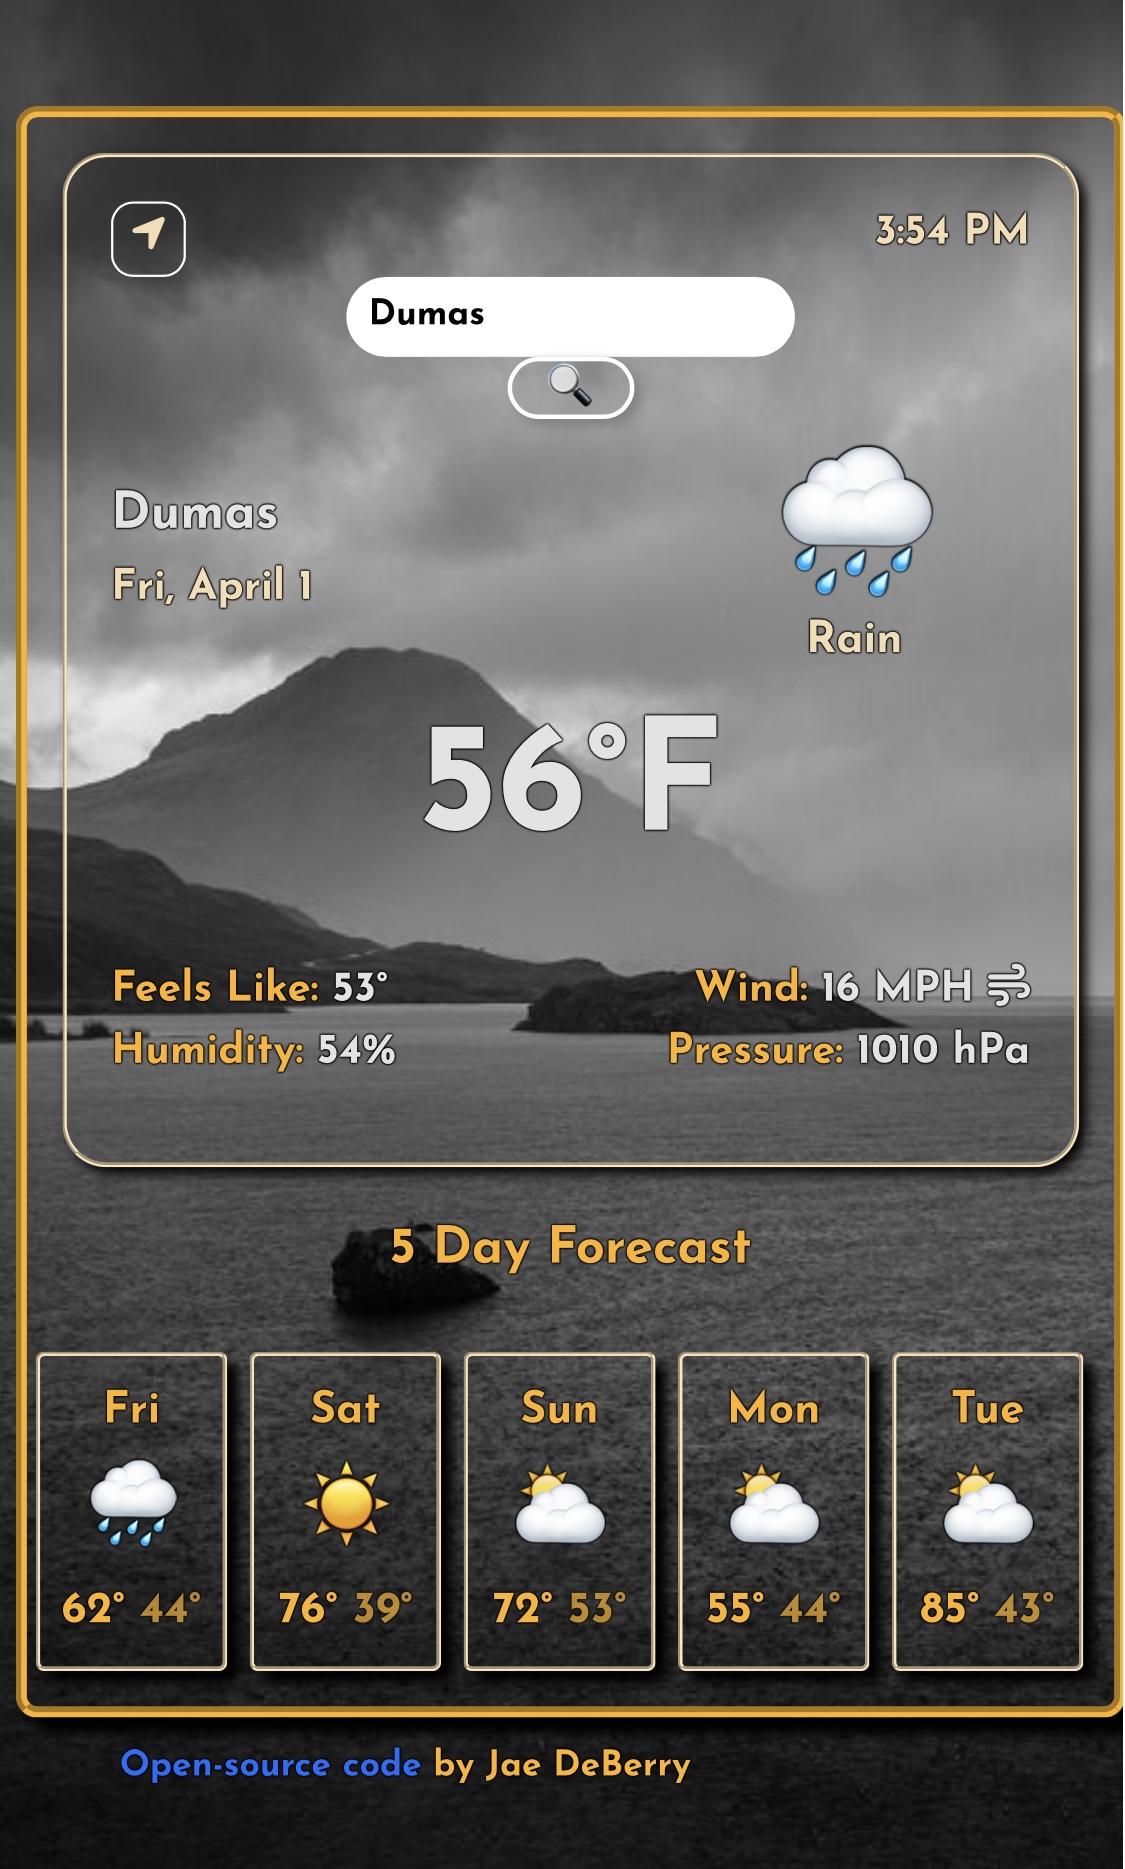 3:54 PM
Dumas
Dumas
Fri, April 1
Rain
56°F
Feels Like: 53°
Wind: 16 MPH
Humidity: 54%
Pressure: 1010 hPa
5 Day Forecast
Fri
62° 44°
Sat
76° 39°
Sun
72° 53°
Mon
55° 44°
Tue
85° 43°
Open-source code by Jae DeBerry